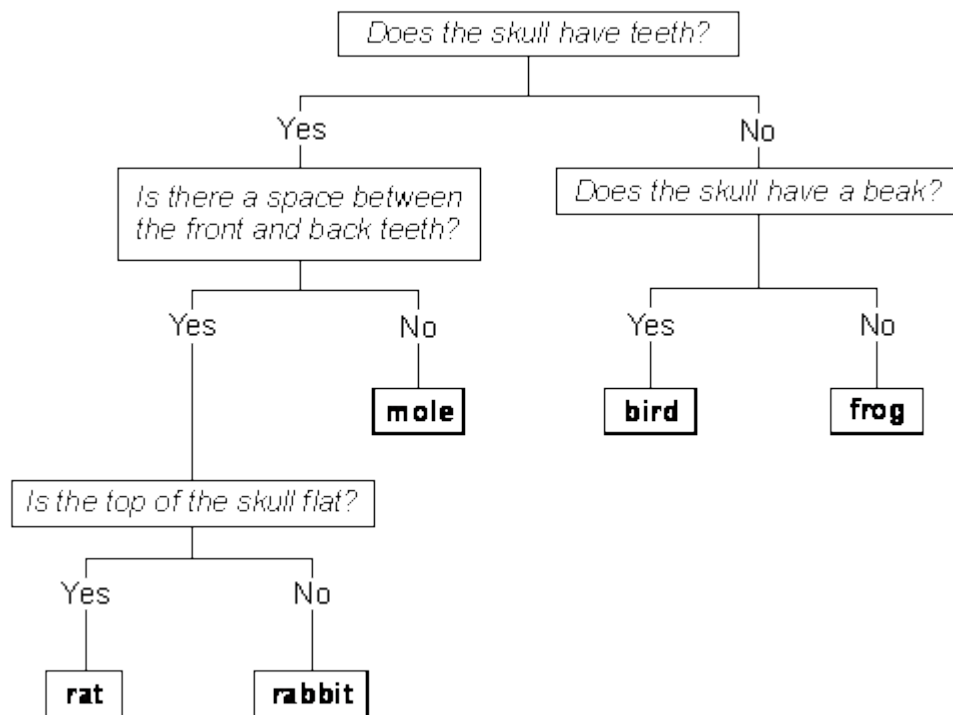 Does the skull have teeth?
Yes
No
Is there a space between
the front and back teeth?
Does the skull have a beak?
Yes
No
Yes
No
mole
bird
frog
Is the top of the skull flat?
Yes
No
rat
rabbit